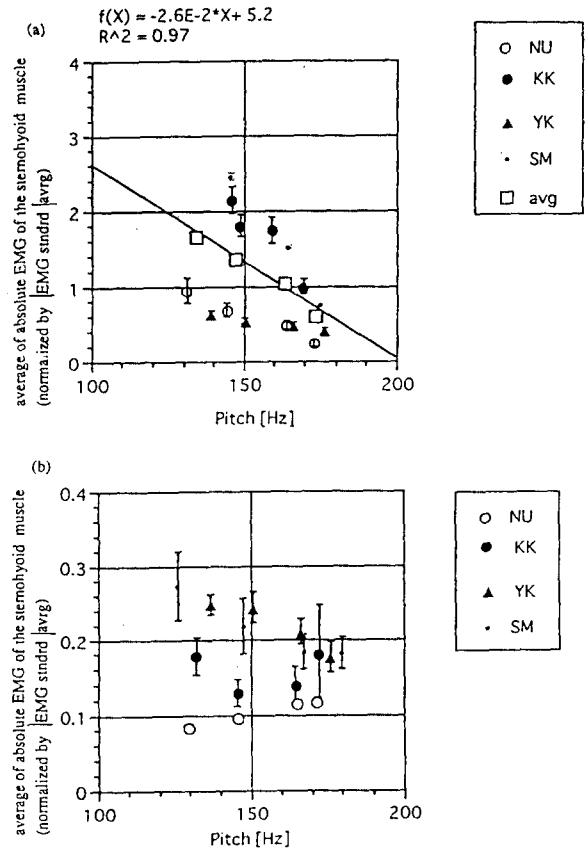 (a)
f(X) = -2.6E-2*X+ 5.2
R^2 = 0.97
average of absolute EMG of the sternohyoid muscle
(normalized by |EMG stndrd |avrg)
4
3
2
1
0
100
150
200
Pitch [Hz]
NU
KK
YK
SM
avg
(b)
average of absolute EMG of the sternohyoid muscle
(normalized by |EMG stndrd |avrg)
0.4
0.3
0.2
0.1
0
100
150
200
Pitch [Hz]
NU
KK
YK
SM